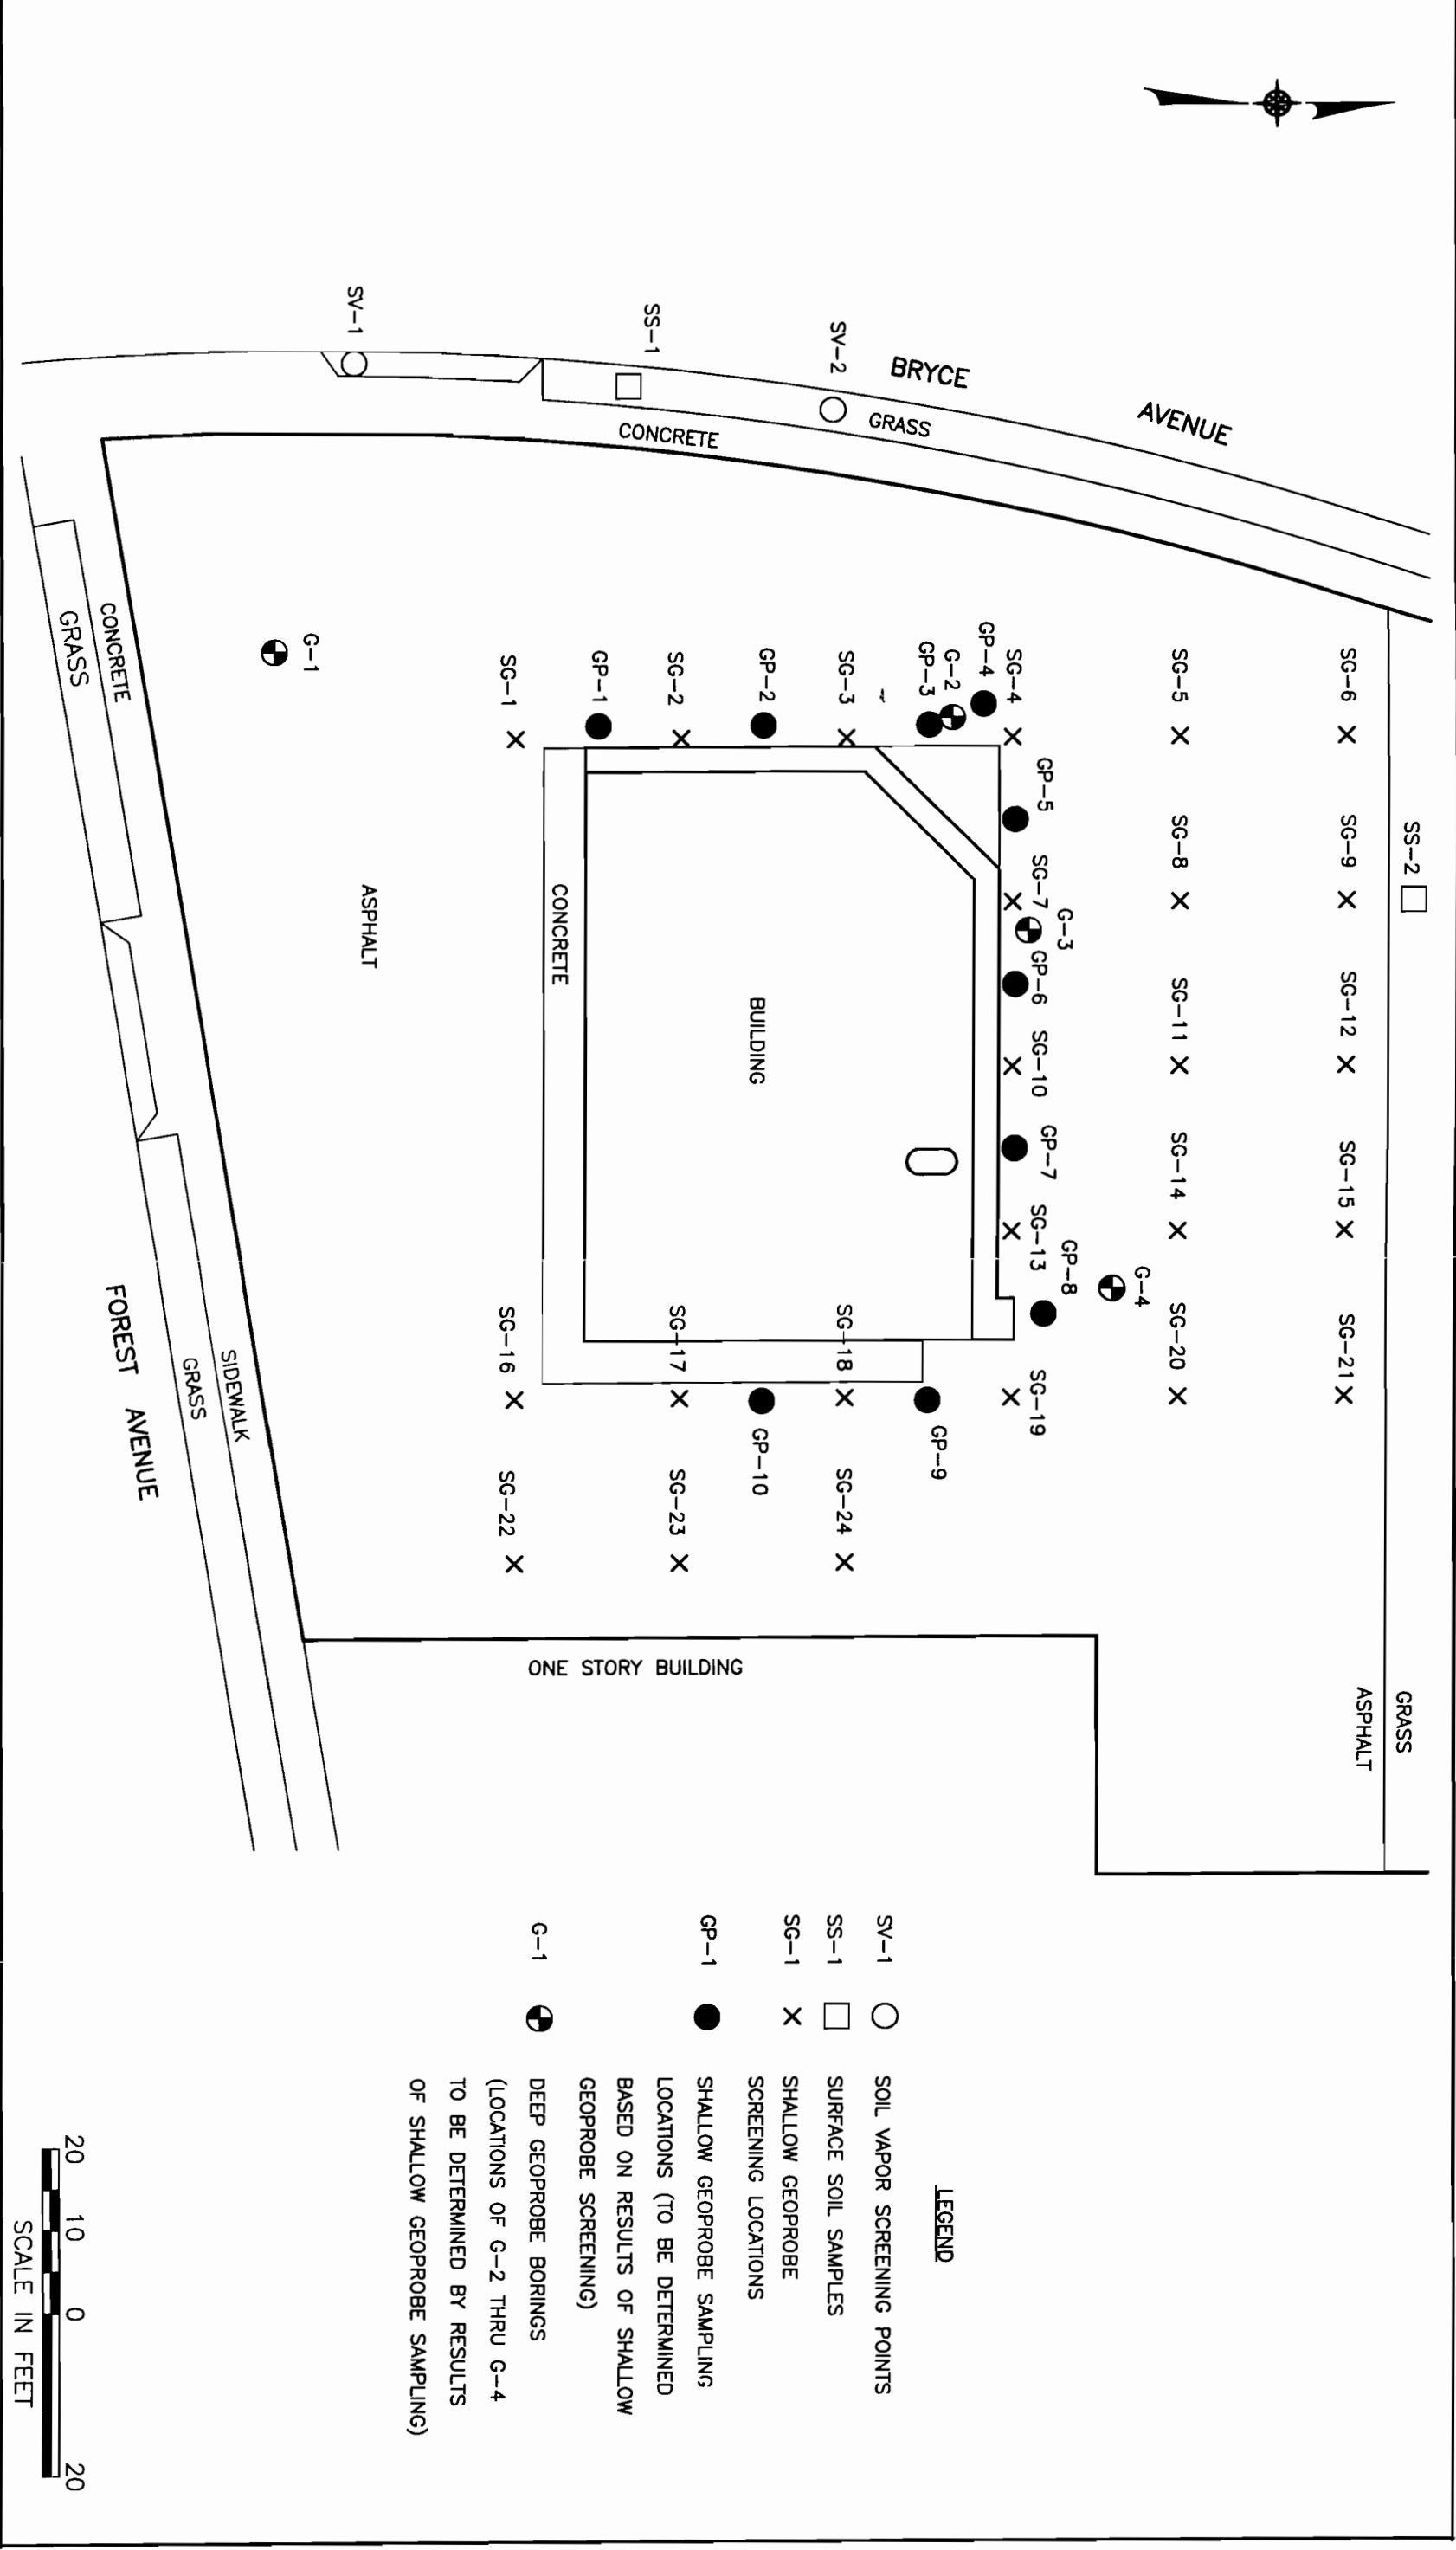 SS-2
GRASS
ASPHALT
SG-6
SG-9
SG-12
SG-15
SG-21
SG-5
SG-8
SG-11
SG-14
SG-20
G-4
AVENUE
BRYCE
GRASS
CONCRETE
SV-2
SS-1
SV-1
GP-8
G-3
GP-5
SG-7
GP-6
SG-10
GP-7
SG-13
SG-19
SG-4
GP-4
G-2
GP-3
GP-9
SG-3
SG-18
SG-24
GP-2
BUILDING
GP-10
SG-2
SG-17
SG-23
GP-1
CONCRETE
SG-1
SG-16
SG-22
ONE STORY BUILDING
ASPHALT
G-1
CONCRETE
GRASS
SIDEWALK
GRASS
FOREST AVENUE
LEGEND
SV-1 SOIL VAPOR SCREENING POINTS
SS-1 SURFACE SOIL SAMPLES
SG-1 SHALLOW GEOPROBE
SCREENING LOCATIONS
GP-1 SHALLOW GEOPROBE SAMPLING
LOCATIONS (TO BE DETERMINED
BASED ON RESULTS OF SHALLOW
GEOPROBE SCREENING)
G-1 DEEP GEOPROBE BORINGS
(LOCATIONS OF G-2 THRU G-4
TO BE DETERMINED BY RESULTS
OF SHALLOW GEOPROBE SAMPLING)
20 10 0 20
SCALE IN FEET